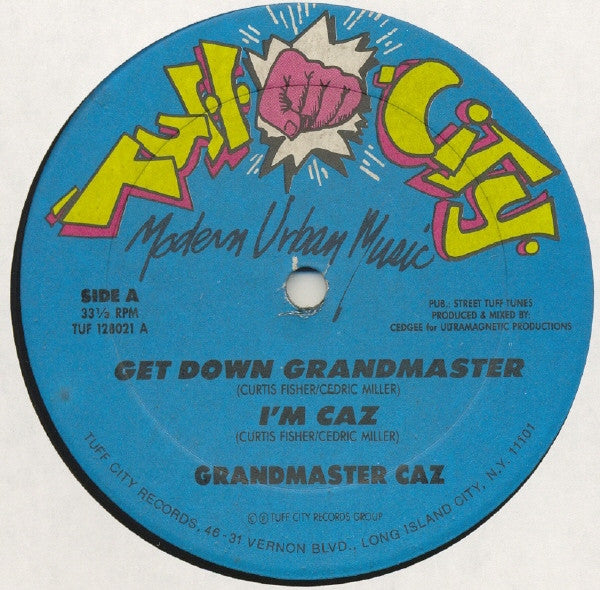 Tuff City
Modern Urban Music
SIDE A
33⅓ RPM
TUF 128021 A
PUB.: STREET TUFF TUNES
PRODUCED & MIXED BY:
CEDGEE for ULTRAMAGNETIC PRODUCTIONS
GET DOWN GRANDMASTER
(CURTIS FISHER/CEDRIC MILLER)
I'M CAZ
(CURTIS FISHER/CEDRIC MILLER)
GRANDMASTER CAZ
© ℗ TUFF CITY RECORDS GROUP
TUFF CITY RECORDS, 46-31 VERNON BLVD., LONG ISLAND CITY, N.Y. 11101